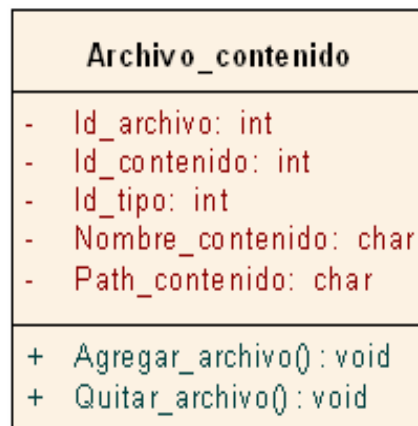 Archivo_contenido
- Id_archivo: int
- Id_contenido: int
- Id_tipo: int
- Nombre_contenido: char
- Path_contenido: char
+ Agregar_archivo() : void
+ Quitar_archivo() : void